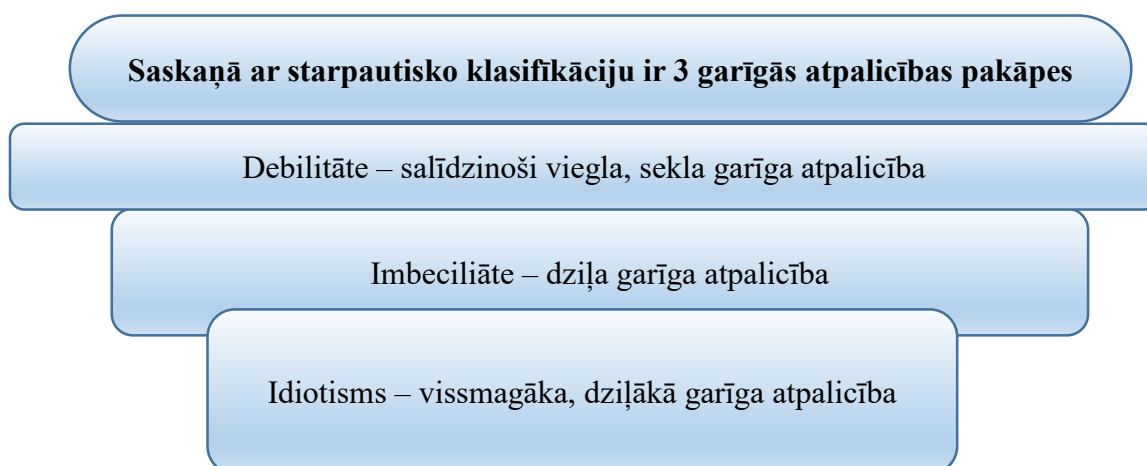 Saskaņā ar starpautisko klasifīkāciju ir 3 garīgās atpalicības pakāpes
Debilitāte – salīdzinoši viegla, sekla garīga atpalicība
Imbeciliāte – dziļa garīga atpalicība
Idiotisms – vissmagāka, dziļākā garīga atpalicība